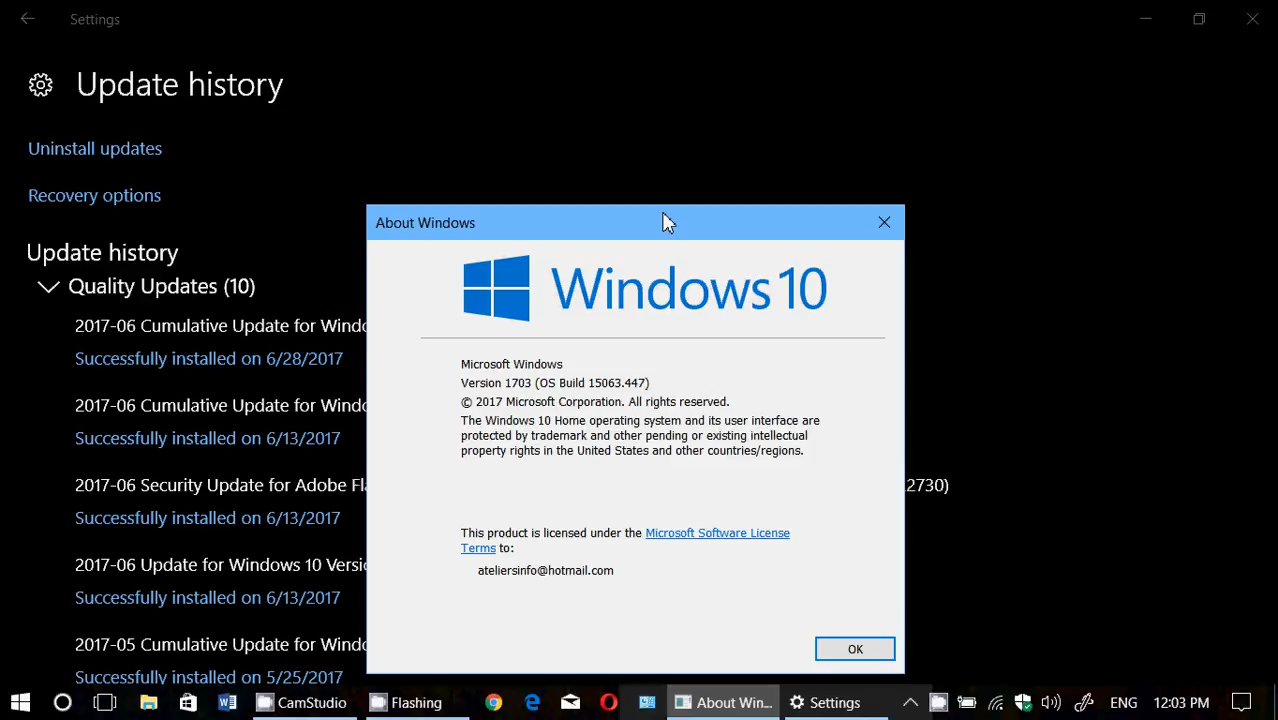 Settings
Update history
Uninstall updates
Recovery options
Update history
Quality Updates (10)
2017-06 Cumulative Update for Windo
Successfully installed on 6/28/2017
2017-06 Cumulative Update for Windo
Successfully installed on 6/13/2017
2017-06 Security Update for Adobe Fl
2730)
Successfully installed on 6/13/2017
2017-06 Update for Windows 10 Versi
Successfully installed on 6/13/2017
2017-05 Cumulative Update for Windo
Successfully installed on 5/25/2017
About Windows
Windows 10
Microsoft Windows
Version 1703 (OS Build 15063.447)
© 2017 Microsoft Corporation. All rights reserved.
The Windows 10 Home operating system and its user interface are
protected by trademark and other pending or existing intellectual
property rights in the United States and other countries/regions.
This product is licensed under the Microsoft Software License
Terms to:
ateliersinfo@hotmail.com
OK
CamStudio
Flashing
About Win...
Settings
ENG
12:03 PM